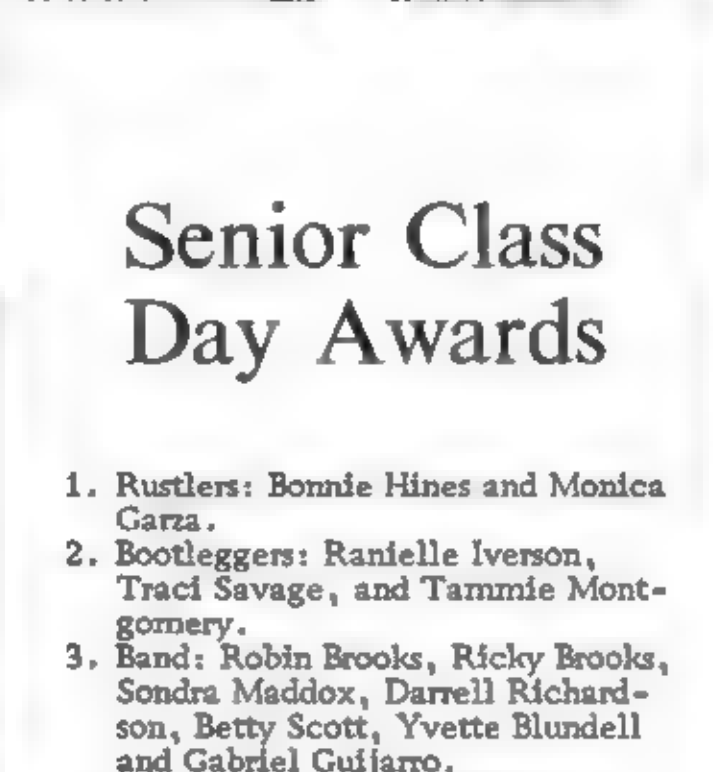 Senior Class
Day Awards
1. Rustlers: Bonnie Hines and Monica
Garza.
2. Bootleggers: Ranielle Iverson,
Traci Savage, and Tammie Mont-
gomery.
3. Band: Robin Brooks, Ricky Brooks,
Sondra Maddox, Darrell Richard-
son, Betty Scott, Yvette Blundell
and Gabriel Guijarro.